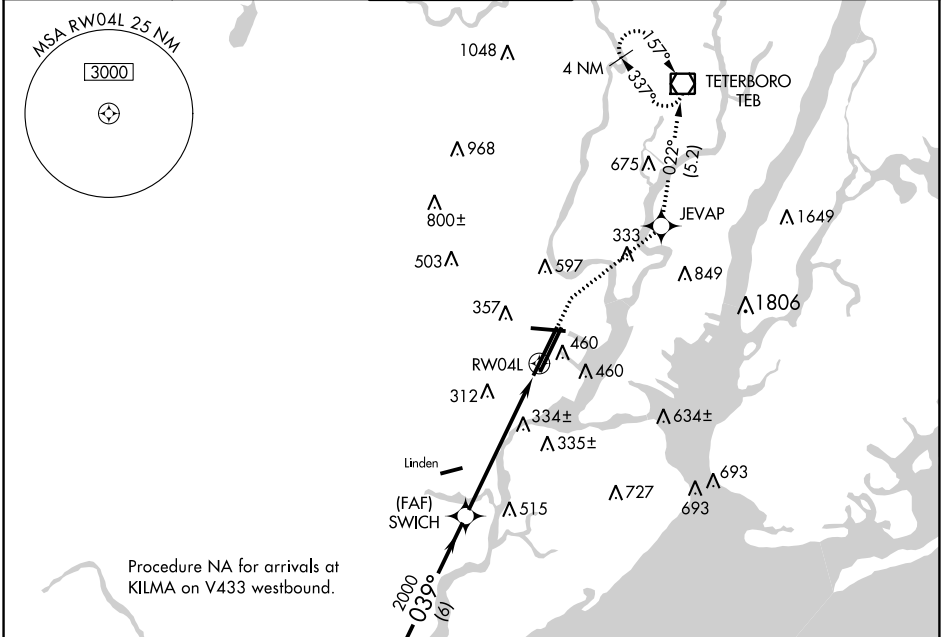 MSA RW04L 25 NM
3000
1048
4 NM
157°
337°
TETERBORO
TEB
968
675
022°
(5.2)
800±
JEVAP
1649
333
503
597
849
357
1806
460
RW04L
460
312
334±
634±
335±
Linden
693
727
693
(FAF)
SWICH
515
Procedure NA for arrivals at
KILMA on V433 westbound.
2000
039°
(6)